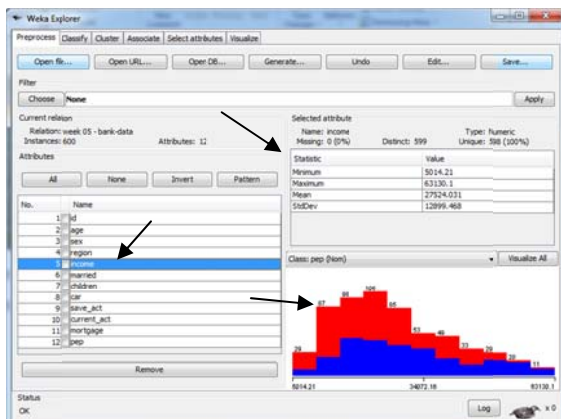 Weka Explorer
Preprocess Classify Cluster Associate Select attributes Visualize
Open file... Open URL... Open DB... Generate... Undo Edit... Save...
Filter
Choose None Apply
Current relation
Relation: week 05 - bank-data
Instances: 600 Attributes: 12
Attributes
All None Invert Pattern
No. Name
1 id
2 age
3 sex
4 region
5 income
6 married
7 children
8 car
9 save_act
10 current_act
11 mortgage
12 pep
Remove
Selected attribute
Name: income Type: Numeric
Missing: 0 (0%) Distinct: 599 Unique: 598 (100%)
Statistic Value
Minimum 5014.21
Maximum 63130.1
Mean 27524.031
StdDev 12899.468
Class: pep (Nom) Visualize All
29 87 95 105 85 53 49 33 29 11
5014.21 34072.16 63130.1
Status
OK
Log x 0